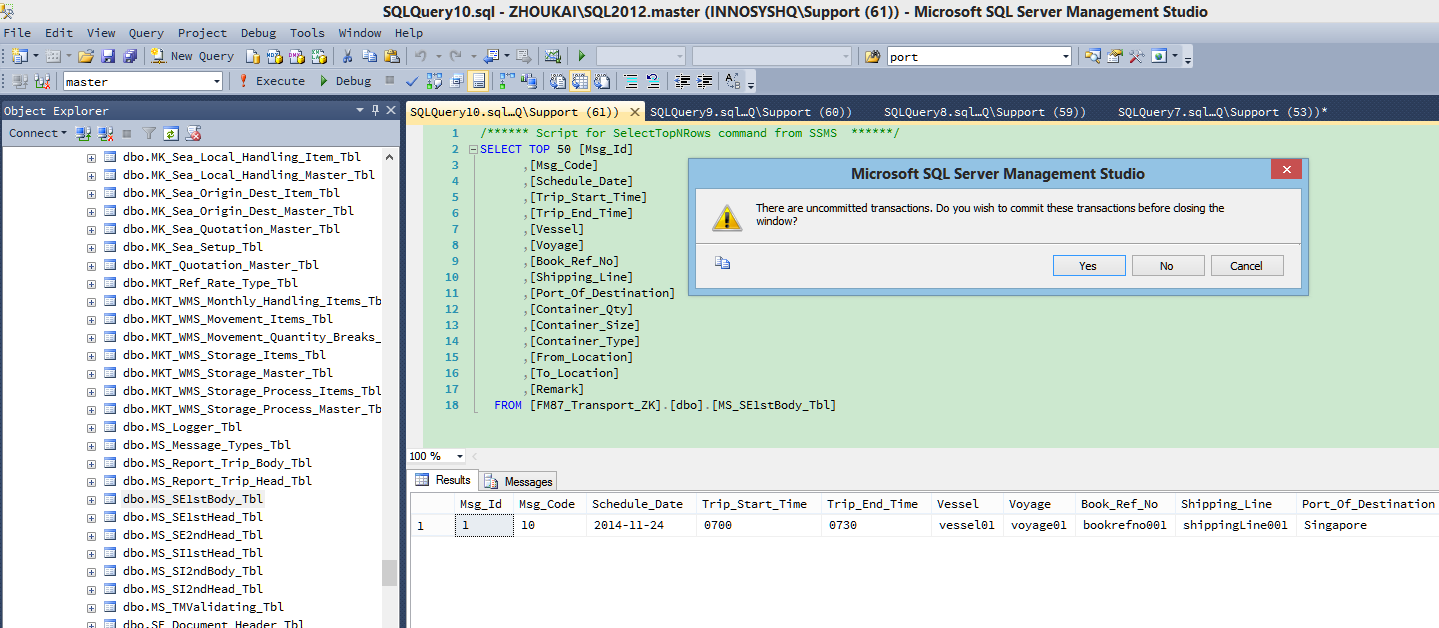 SQLQuery10.sql - ZHOUKAI\SQL2012.master (INNOSYSHQ\Support (61)) - Microsoft SQL Server Management Studio
File Edit View Query Project Debug Tools Window Help
New Query port
master Execute Debug
Object Explorer
Connect
dbo.MK_Sea_Local_Handling_Item_Tbl
dbo.MK_Sea_Local_Handling_Master_Tbl
dbo.MK_Sea_Origin_Dest_Item_Tbl
dbo.MK_Sea_Origin_Dest_Master_Tbl
dbo.MK_Sea_Quotation_Master_Tbl
dbo.MK_Sea_Setup_Tbl
dbo.MKT_Quotation_Master_Tbl
dbo.MKT_Ref_Rate_Type_Tbl
dbo.MKT_WMS_Monthly_Handling_Items_Tb
dbo.MKT_WMS_Movement_Items_Tbl
dbo.MKT_WMS_Movement_Quantity_Breaks_
dbo.MKT_WMS_Storage_Items_Tbl
dbo.MKT_WMS_Storage_Master_Tbl
dbo.MKT_WMS_Storage_Process_Items_Tbl
dbo.MKT_WMS_Storage_Process_Master_Tb
dbo.MS_Logger_Tbl
dbo.MS_Message_Types_Tbl
dbo.MS_Report_Trip_Body_Tbl
dbo.MS_Report_Trip_Head_Tbl
dbo.MS_SE1stBody_Tbl
dbo.MS_SE1stHead_Tbl
dbo.MS_SE2ndHead_Tbl
dbo.MS_SI1stHead_Tbl
dbo.MS_SI2ndBody_Tbl
dbo.MS_SI2ndHead_Tbl
dbo.MS_TMValidating_Tbl
dbo.SE_Document_Header_Tbl
SQLQuery10.sql...Q\Support (61)) SQLQuery9.sql...Q\Support (60)) SQLQuery8.sql...Q\Support (59)) SQLQuery7.sql...Q\Support (53))*
1 /****** Script for SelectTopNRows command from SSMS ******/
2 SELECT TOP 50 [Msg_Id]
3 ,[Msg_Code]
4 ,[Schedule_Date]
5 ,[Trip_Start_Time]
6 ,[Trip_End_Time]
7 ,[Vessel]
8 ,[Voyage]
9 ,[Book_Ref_No]
10 ,[Shipping_Line]
11 ,[Port_Of_Destination]
12 ,[Container_Qty]
13 ,[Container_Size]
14 ,[Container_Type]
15 ,[From_Location]
16 ,[To_Location]
17 ,[Remark]
18 FROM [FM87_Transport_ZK].[dbo].[MS_SE1stBody_Tbl]
Microsoft SQL Server Management Studio
There are uncommitted transactions. Do you wish to commit these transactions before closing the
window?
Yes No Cancel
100 %
Results Messages
Msg_Id Msg_Code Schedule_Date Trip_Start_Time Trip_End_Time Vessel Voyage Book_Ref_No Shipping_Line Port_Of_Destination
1 1 10 2014-11-24 0700 0730 vessel01 voyage01 bookrefno001 shippingLine001 Singapore